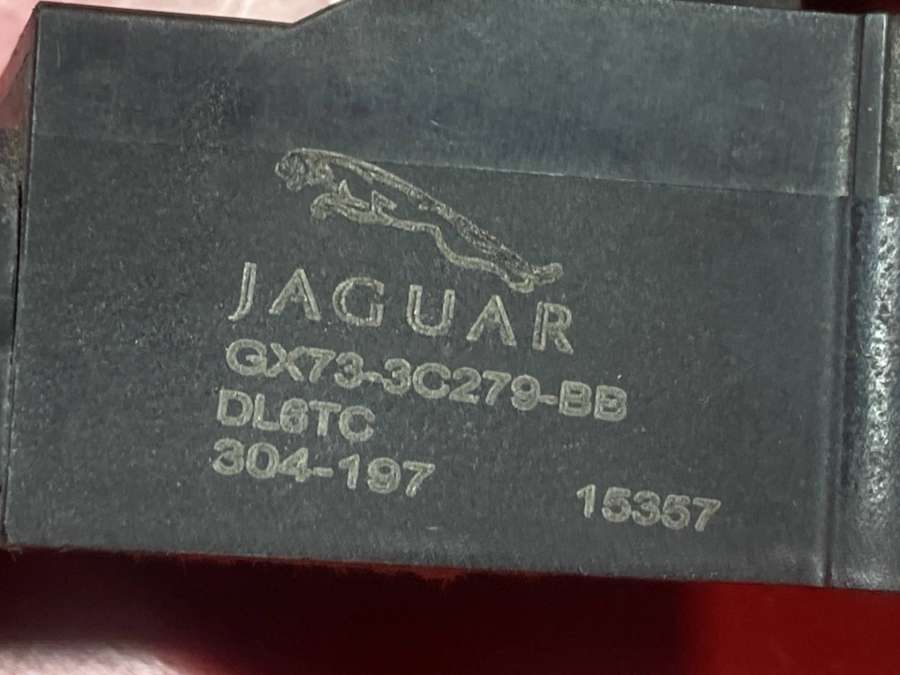 JAGUAR
GX73-3C279-BB
DL6TC
304-197
15357